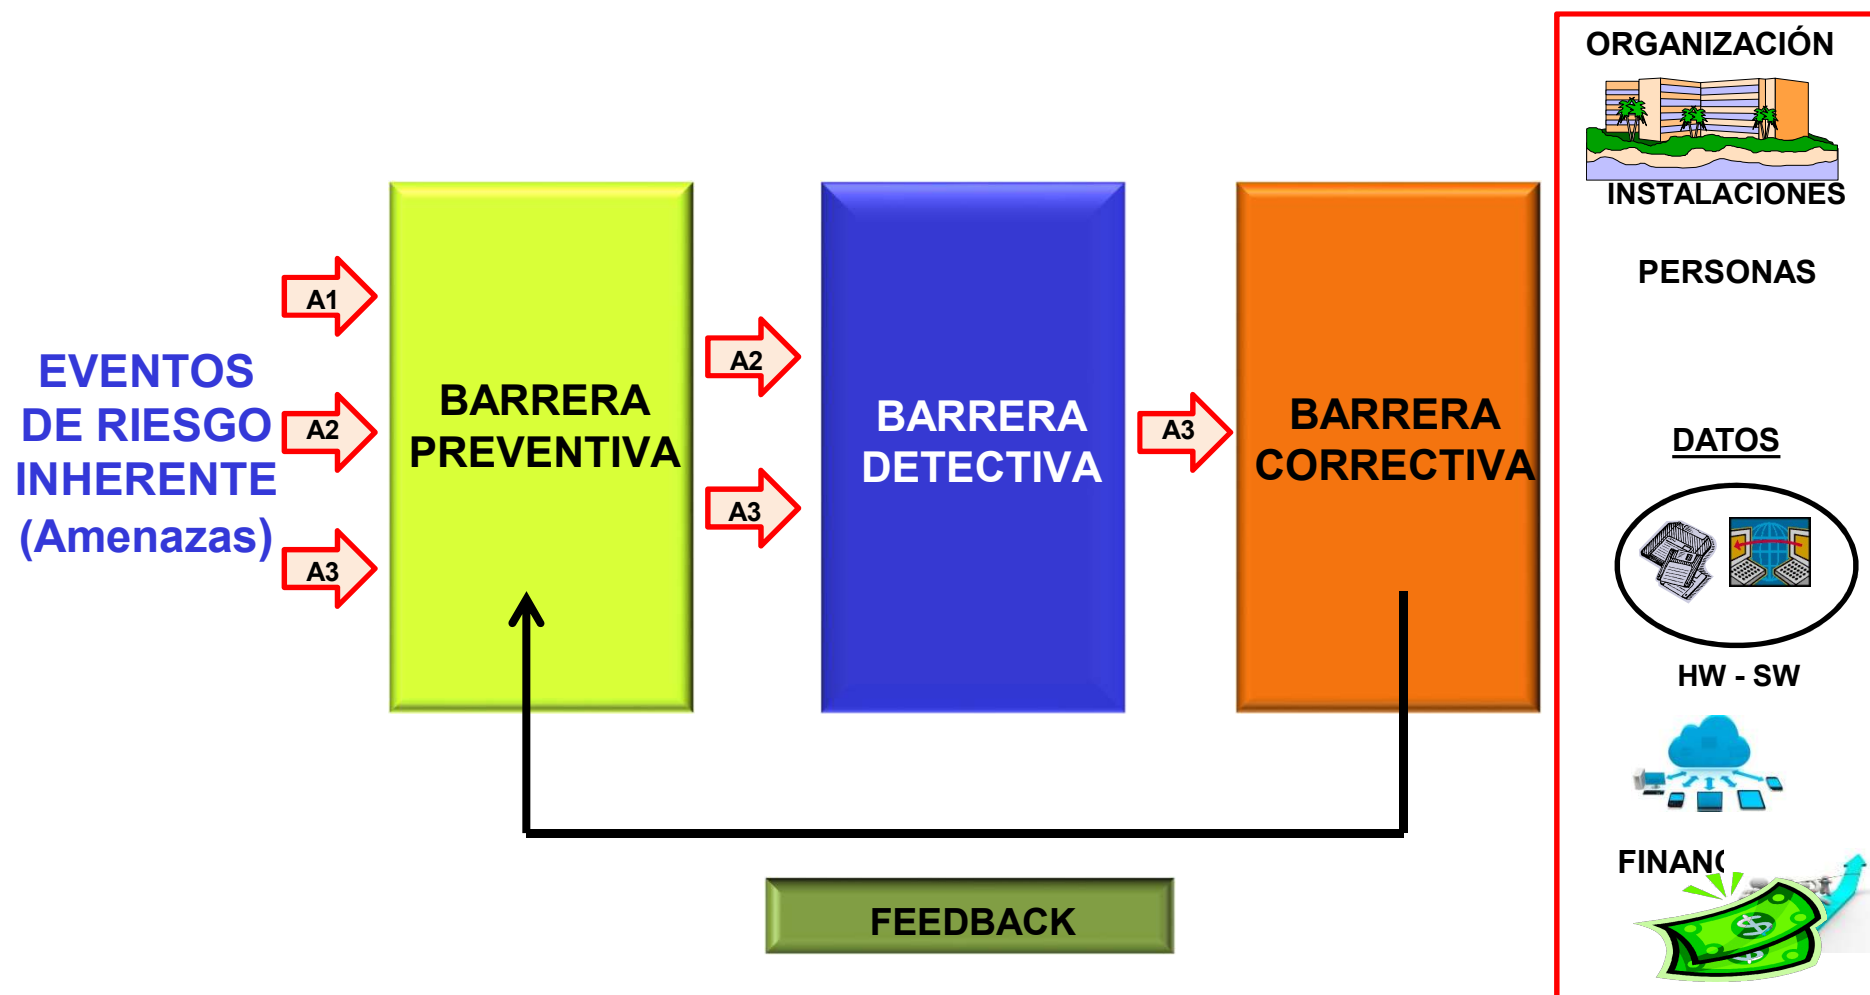 EVENTOS
DE RIESGO
INHERENTE
(Amenazas)
A1
A2
A3
BARRERA
PREVENTIVA
A2
A3
BARRERA
DETECTIVA
A3
BARRERA
CORRECTIVA
FEEDBACK
ORGANIZACIÓN
INSTALACIONES
PERSONAS
DATOS
HW - SW